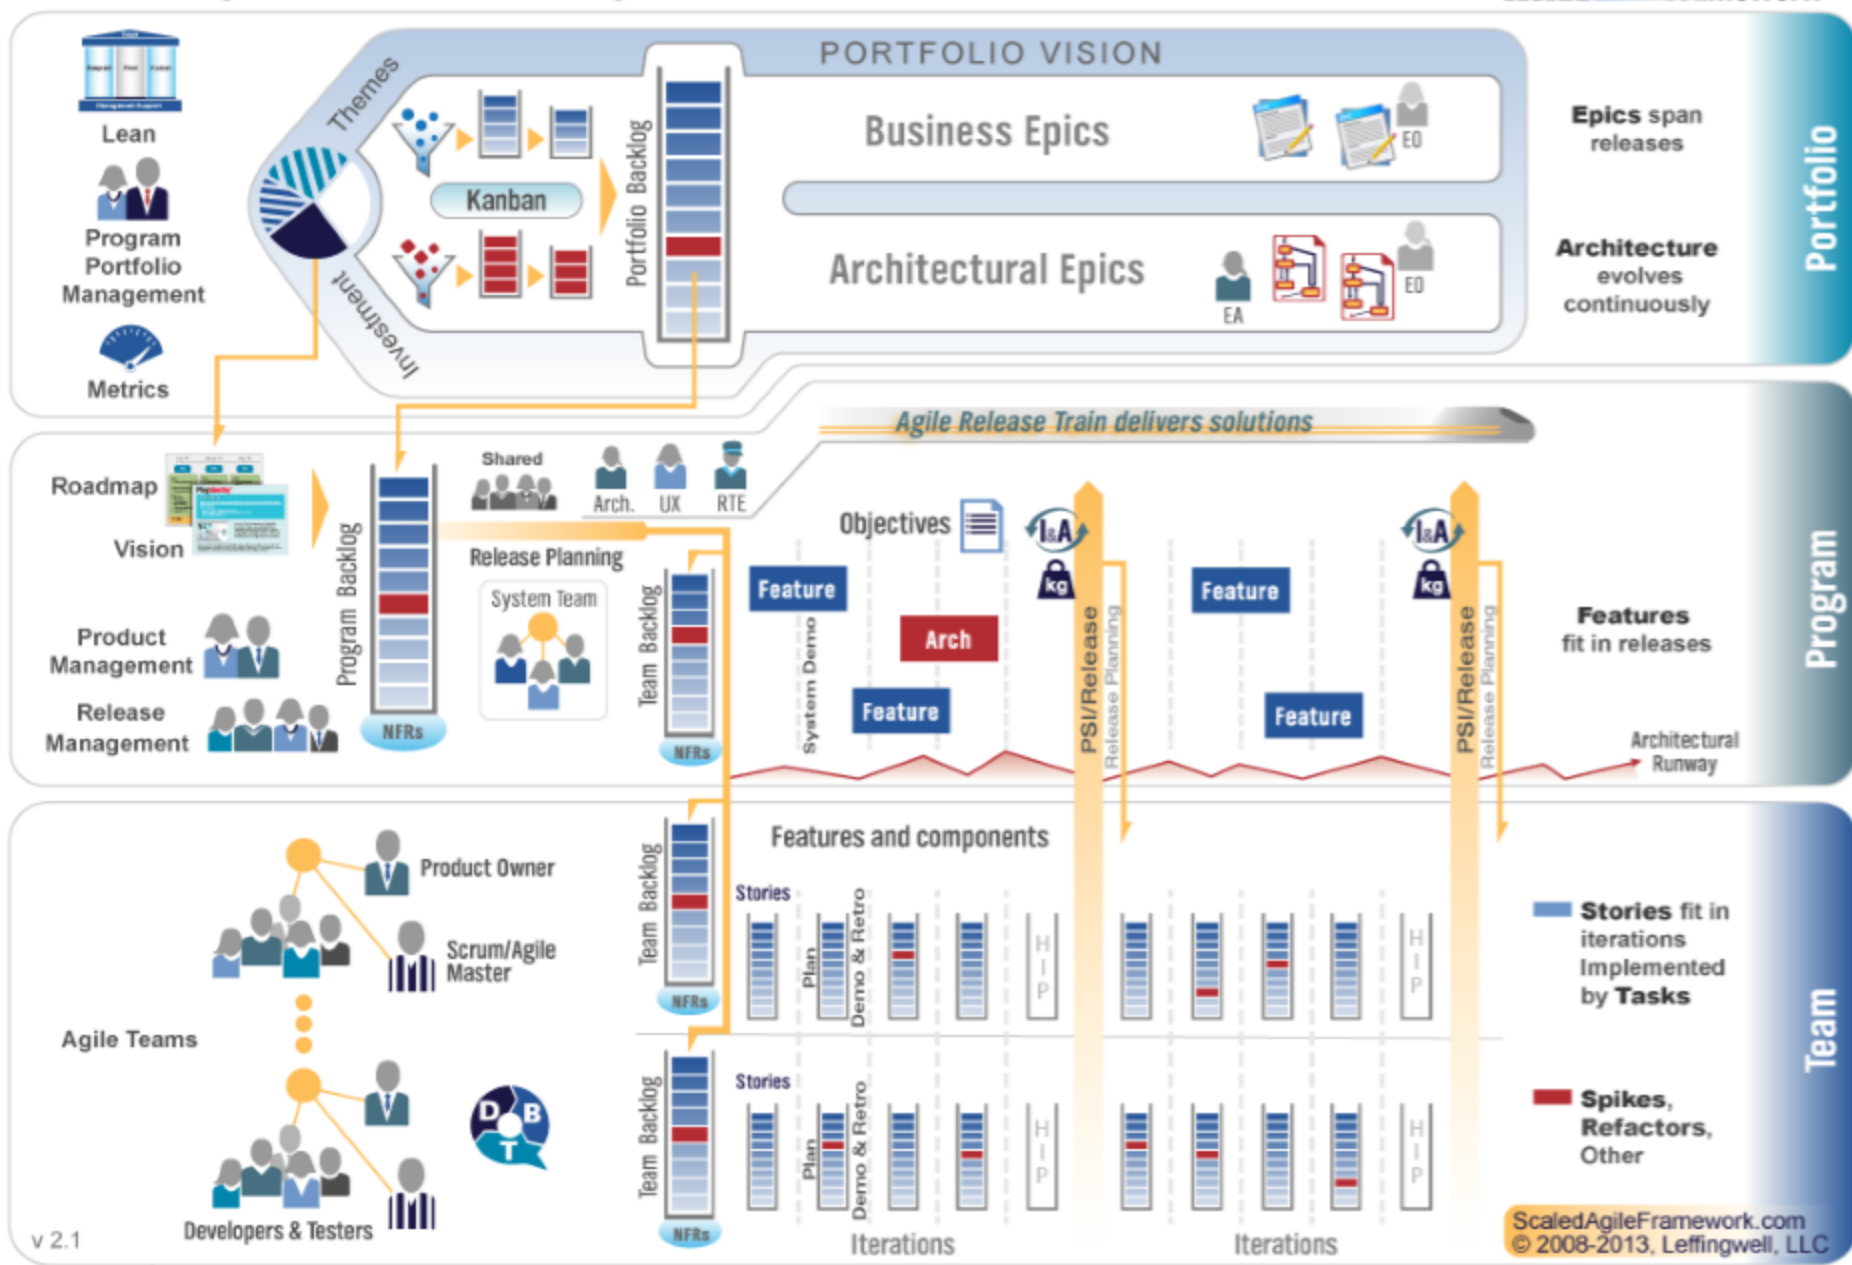 PORTFOLIO VISION
Themes
Investment
Lean
Program
Portfolio
Management
Metrics
Kanban
Portfolio Backlog
Business Epics
EO
Architectural Epics
EA
EO
Epics span
releases
Architecture
evolves
continuously
Portfolio
Agile Release Train delivers solutions
Roadmap
Vision
Product
Management
Release
Management
Program Backlog
NFRs
Shared
Arch.
UX
RTE
Release Planning
System Team
Team Backlog
NFRs
Objectives
I&A
kg
I&A
kg
Feature
Arch
Feature
System Demo
PSI/Release
Release Planning
Feature
Feature
PSI/Release
Release Planning
Architectural
Runway
Features
fit in releases
Program
Product Owner
Scrum/Agile
Master
Agile Teams
Developers & Testers
D
B
T
v 2.1
Features and components
Team Backlog
NFRs
Stories
Plan
Demo & Retro
H
I
P
H
I
P
Team Backlog
NFRs
Stories
Plan
Demo & Retro
H
I
P
H
I
P
Iterations
Iterations
Stories fit in
iterations
Implemented
by Tasks
Spikes,
Refactors,
Other
Team
ScaledAgileFramework.com
© 2008-2013, Leffingwell, LLC